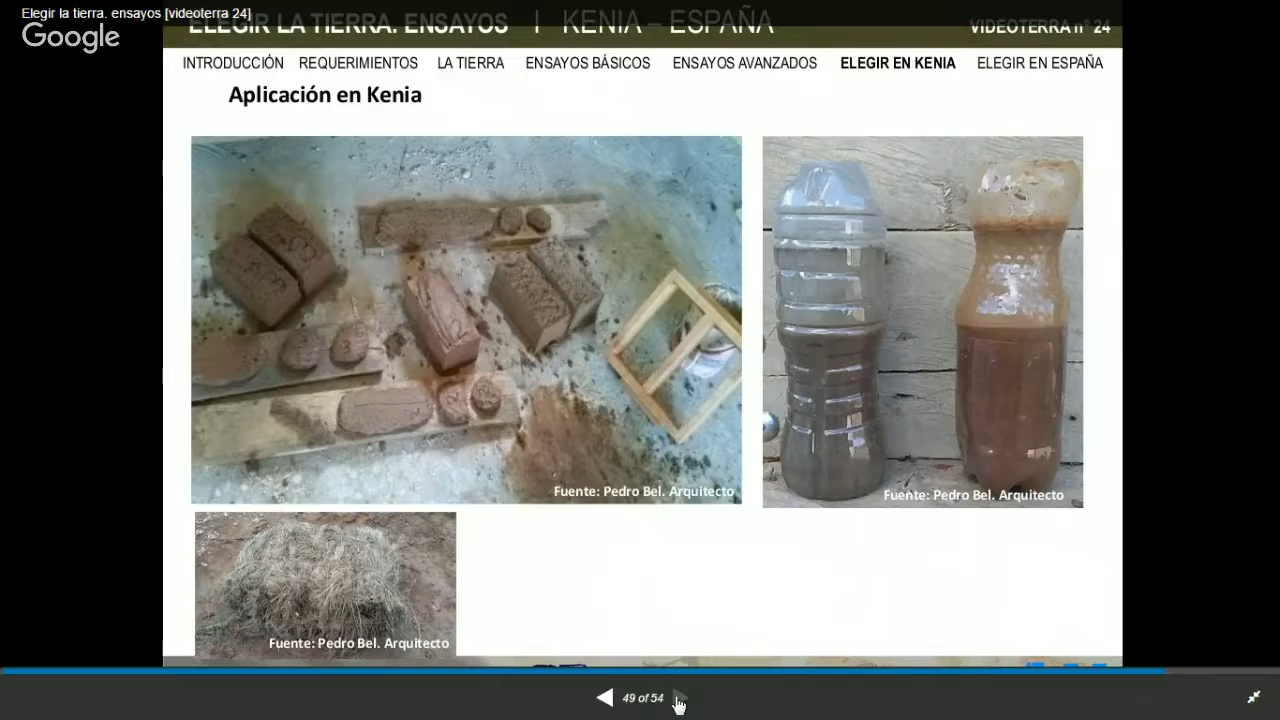 Elegir la tierra. ensayos [videoterra 24]
Google
ELEGIR LA TIERRA. ENSAYOS | KENIA – ESPAÑA
VIDEOTERRA nº 24
INTRODUCCIÓN REQUERIMIENTOS LA TIERRA ENSAYOS BÁSICOS ENSAYOS AVANZADOS ELEGIR EN KENIA ELEGIR EN ESPAÑA
Aplicación en Kenia
Fuente: Pedro Bel. Arquitecto
Fuente: Pedro Bel. Arquitecto
Fuente: Pedro Bel. Arquitecto
49 of 54